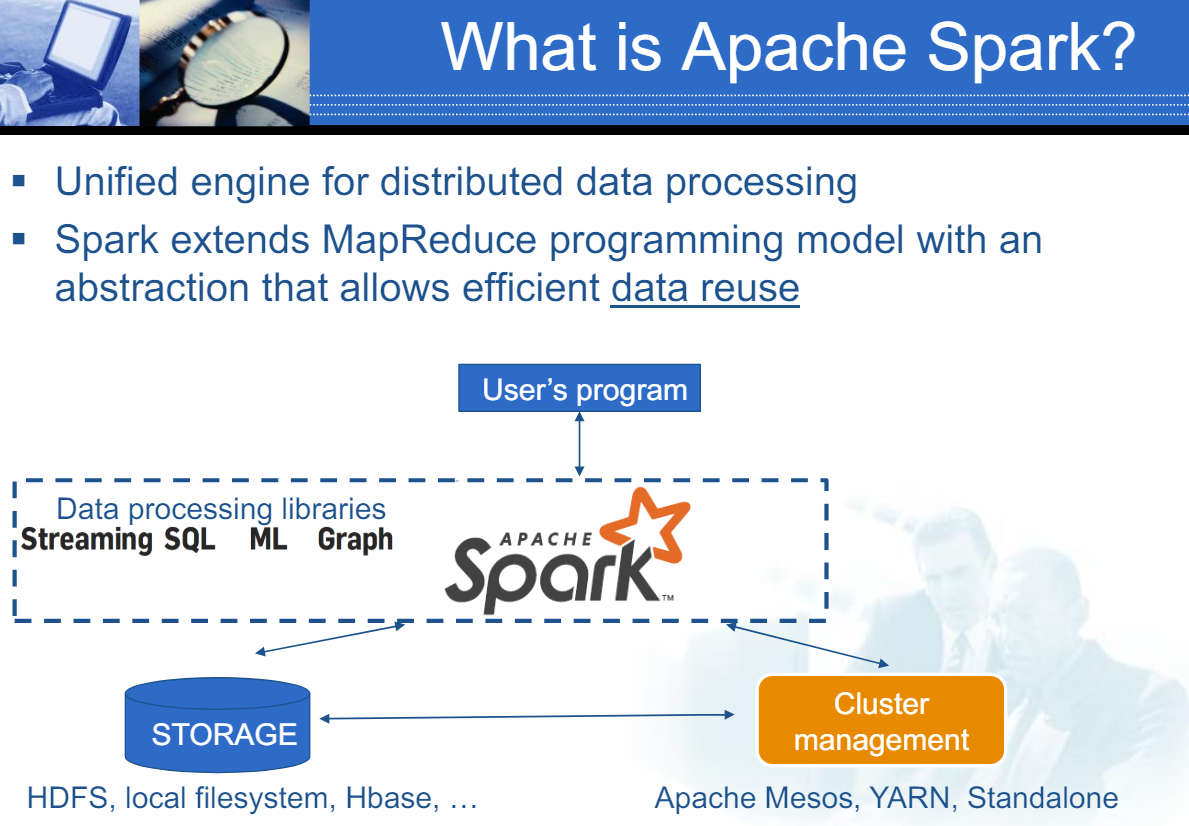 What is Apache Spark?
Unified engine for distributed data processing
Spark extends MapReduce programming model with an
abstraction that allows efficient data reuse
User's program
Data processing libraries
Streaming SQL ML Graph
APACHE
Spark™
STORAGE
Cluster
management
HDFS, local filesystem, Hbase, …
Apache Mesos, YARN, Standalone